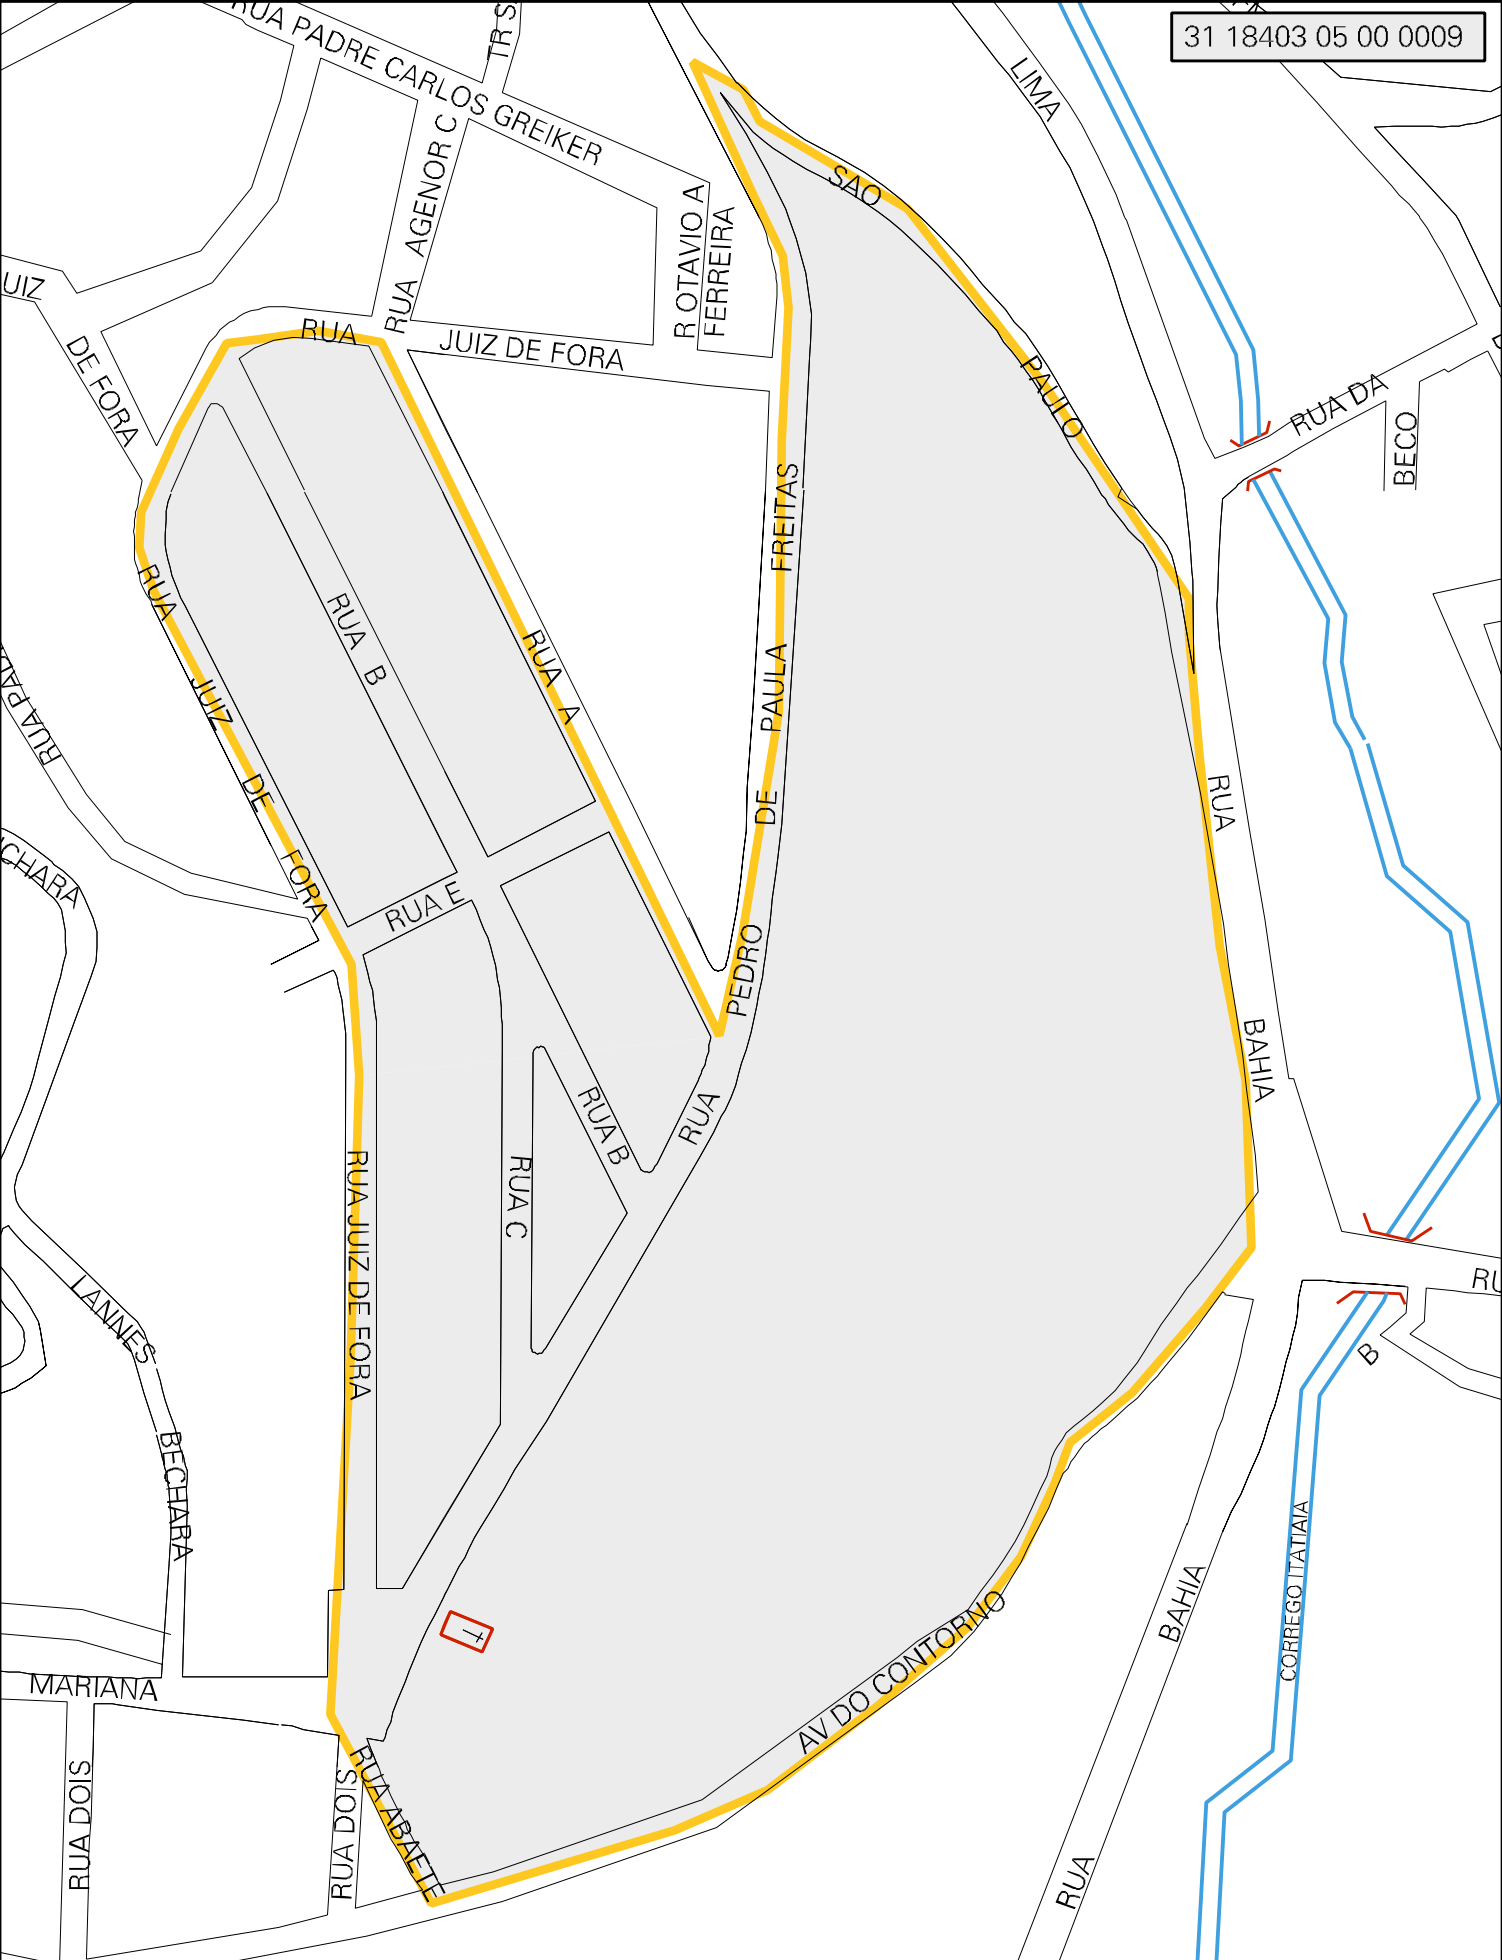 31 18403 05 00 0009
RUA PADRE CARLOS GREIKER
TR S
LIMA
RUA AGENOR C
SAO
R OTAVIO A
FERREIRA
UIZ
DE FORA
RUA
JUIZ DE FORA
PAULO
RUA DA
BECO
FREITAS
RUA
RUA B
RUA A
PAULA
JUIZ
RUA PAD
DE
DE
RUA
CHARA
FORA
RUA E
PEDRO
BAHIA
RUA
RUA B
RUA C
RUA JUIZ DE FORA
RU
LANNES
B
BECHARA
CORREGO ITATIAIA
BAHIA
AV DO CONTORNO
MARIANA
RUA DOIS
RUA DOIS
RUA ABAETE
RUA